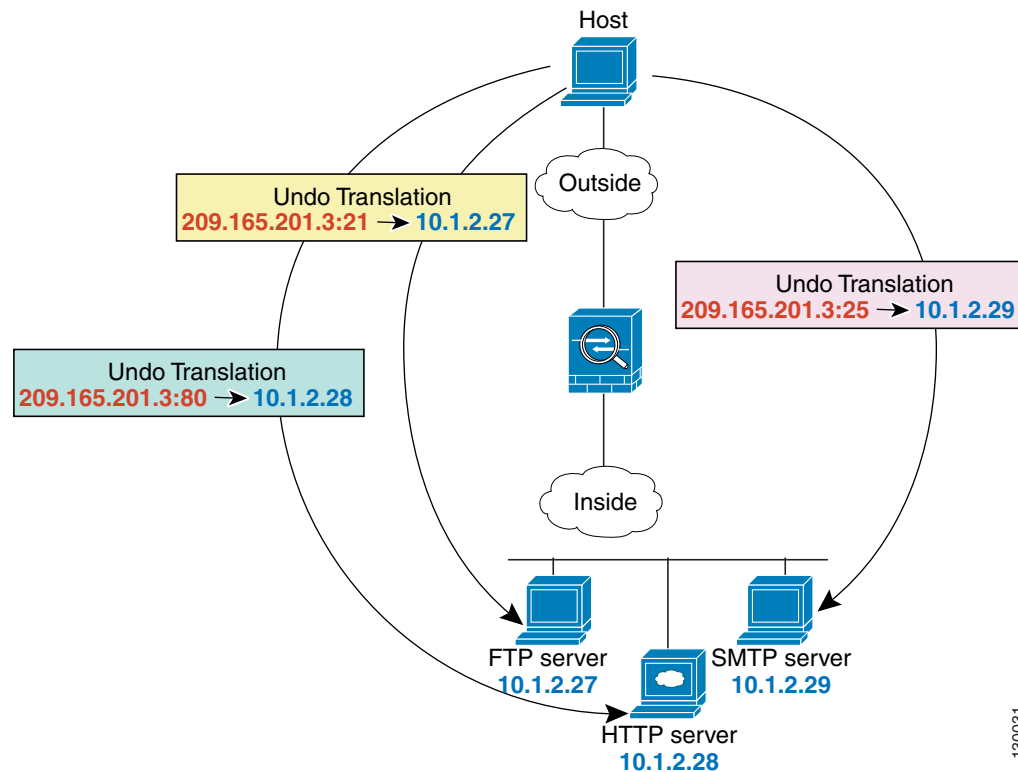 Host
Outside
Undo Translation
209.165.201.3:21 → 10.1.2.27
Undo Translation
209.165.201.3:25 → 10.1.2.29
Undo Translation
209.165.201.3:80 → 10.1.2.28
Inside
FTP server
10.1.2.27
SMTP server
10.1.2.29
HTTP server
10.1.2.28
130031